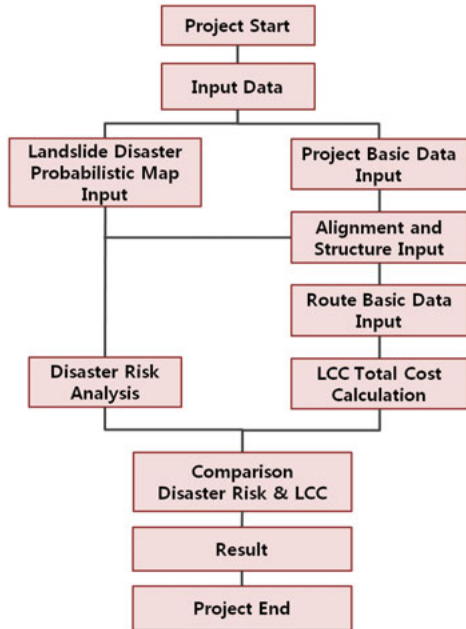 Project Start
Input Data
Landslide Disaster
Probabilistic Map
Input
Project Basic Data
Input
Alignment and
Structure Input
Route Basic Data
Input
Disaster Risk
Analysis
LCC Total Cost
Calculation
Comparison
Disaster Risk & LCC
Result
Project End